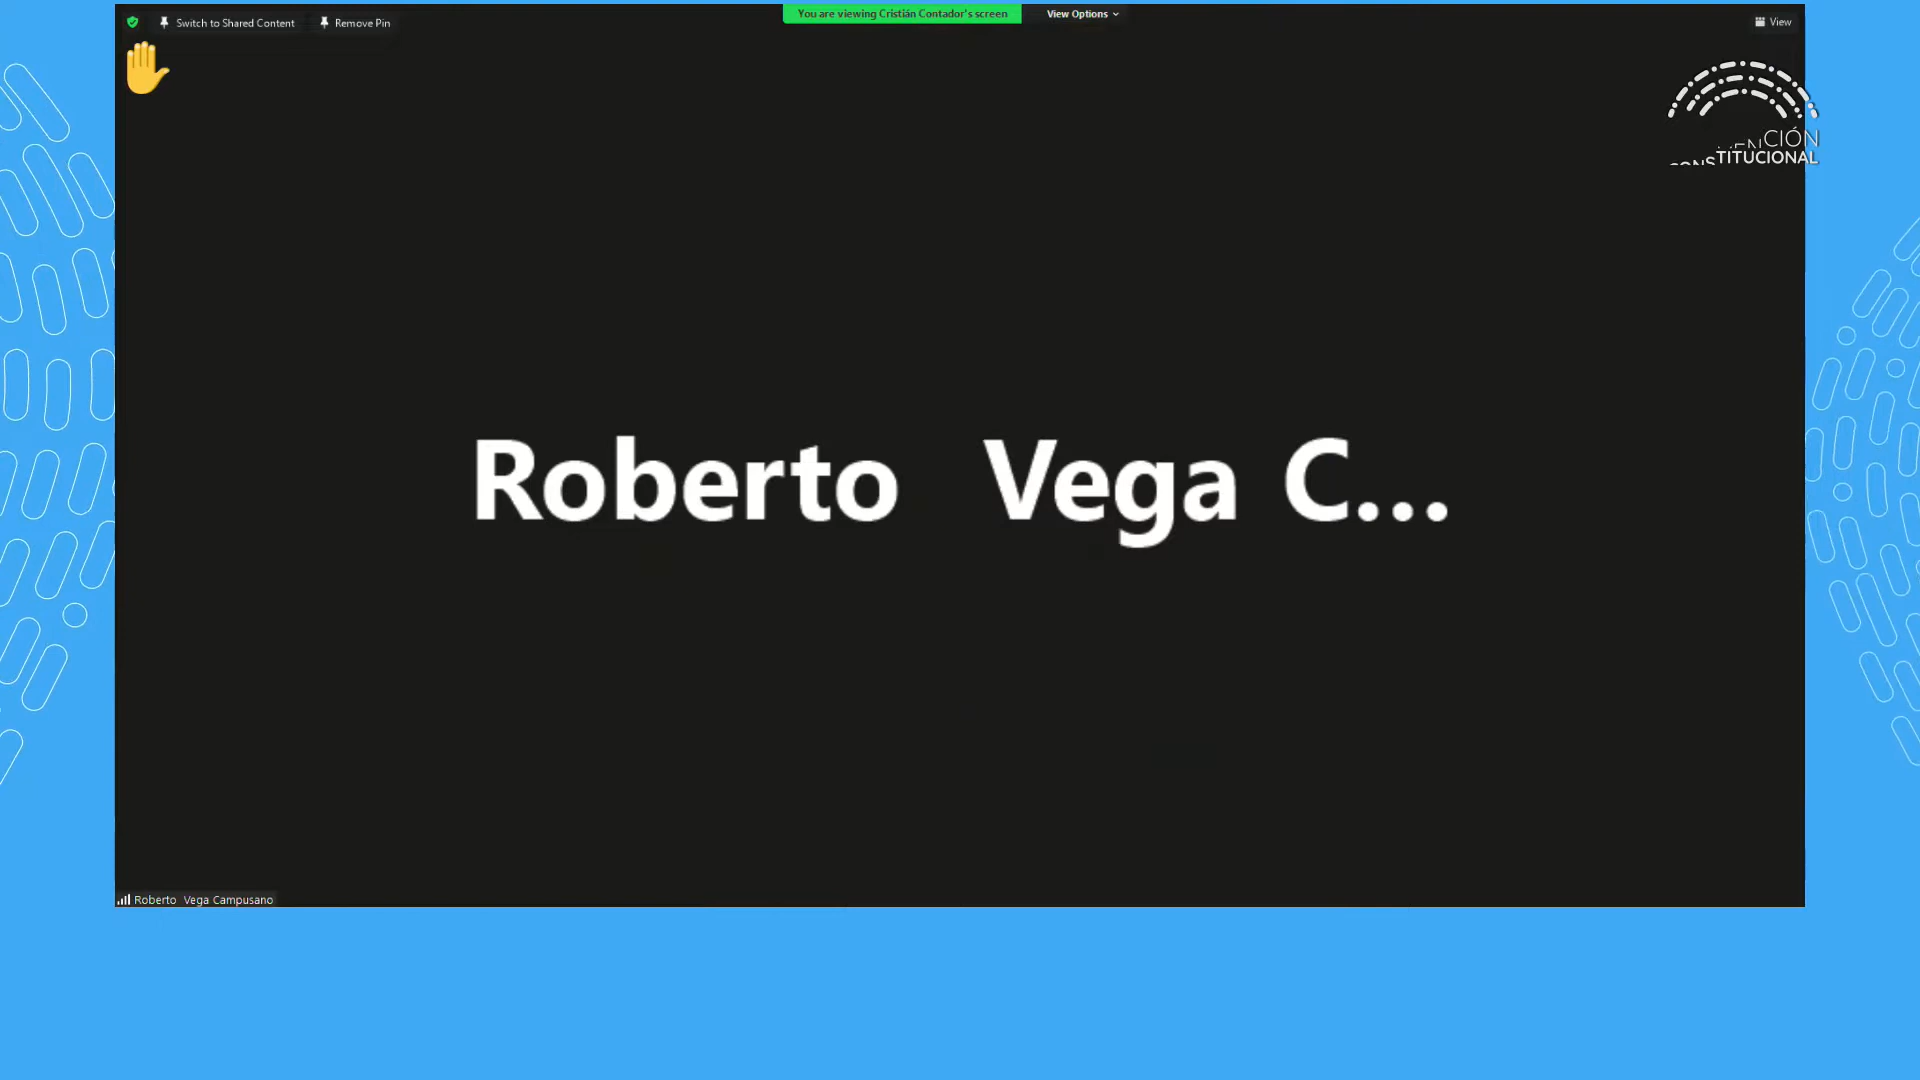 You are viewing Cristián Contador's screen
View Options
Switch to Shared Content
Remove Pin
View
CIÓN
TITUCIONAL
Roberto Vega C...
Roberto Vega Campusano